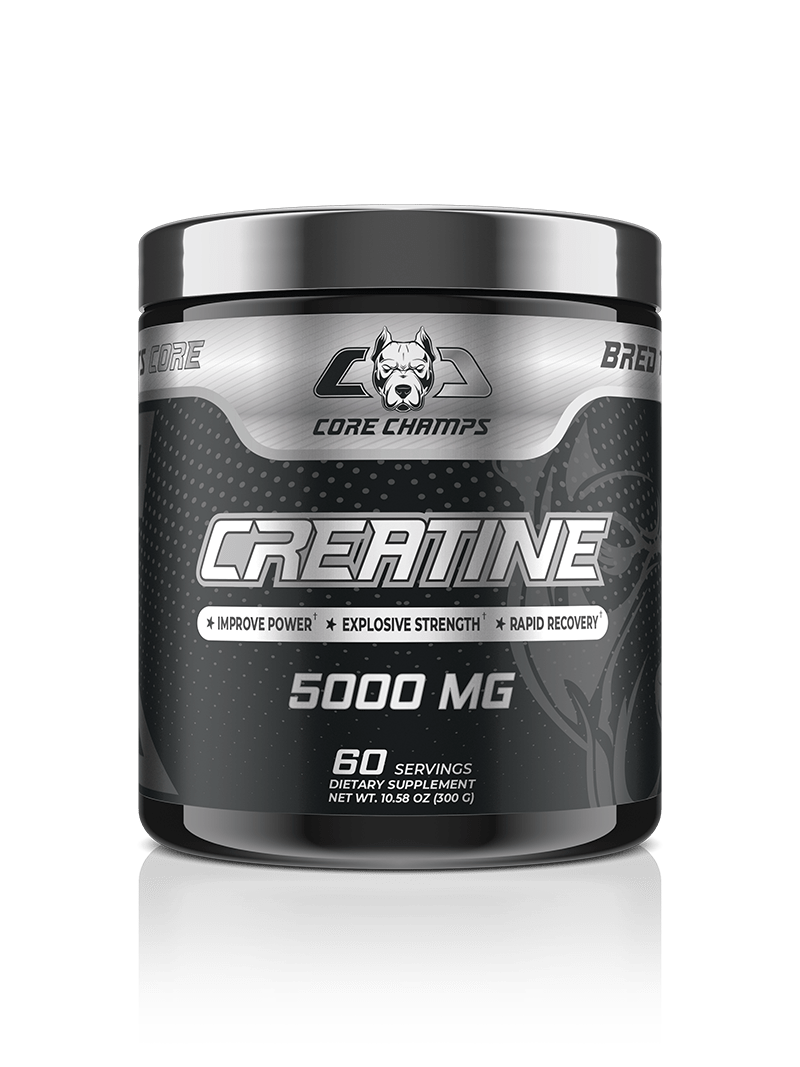 CORE
BRED
CORE CHAMPS
CREATINE
★ IMPROVE POWER† ★ EXPLOSIVE STRENGTH† ★ RAPID RECOVERY†
5000 MG
60 SERVINGS
DIETARY SUPPLEMENT
NET WT. 10.58 OZ (300 G)